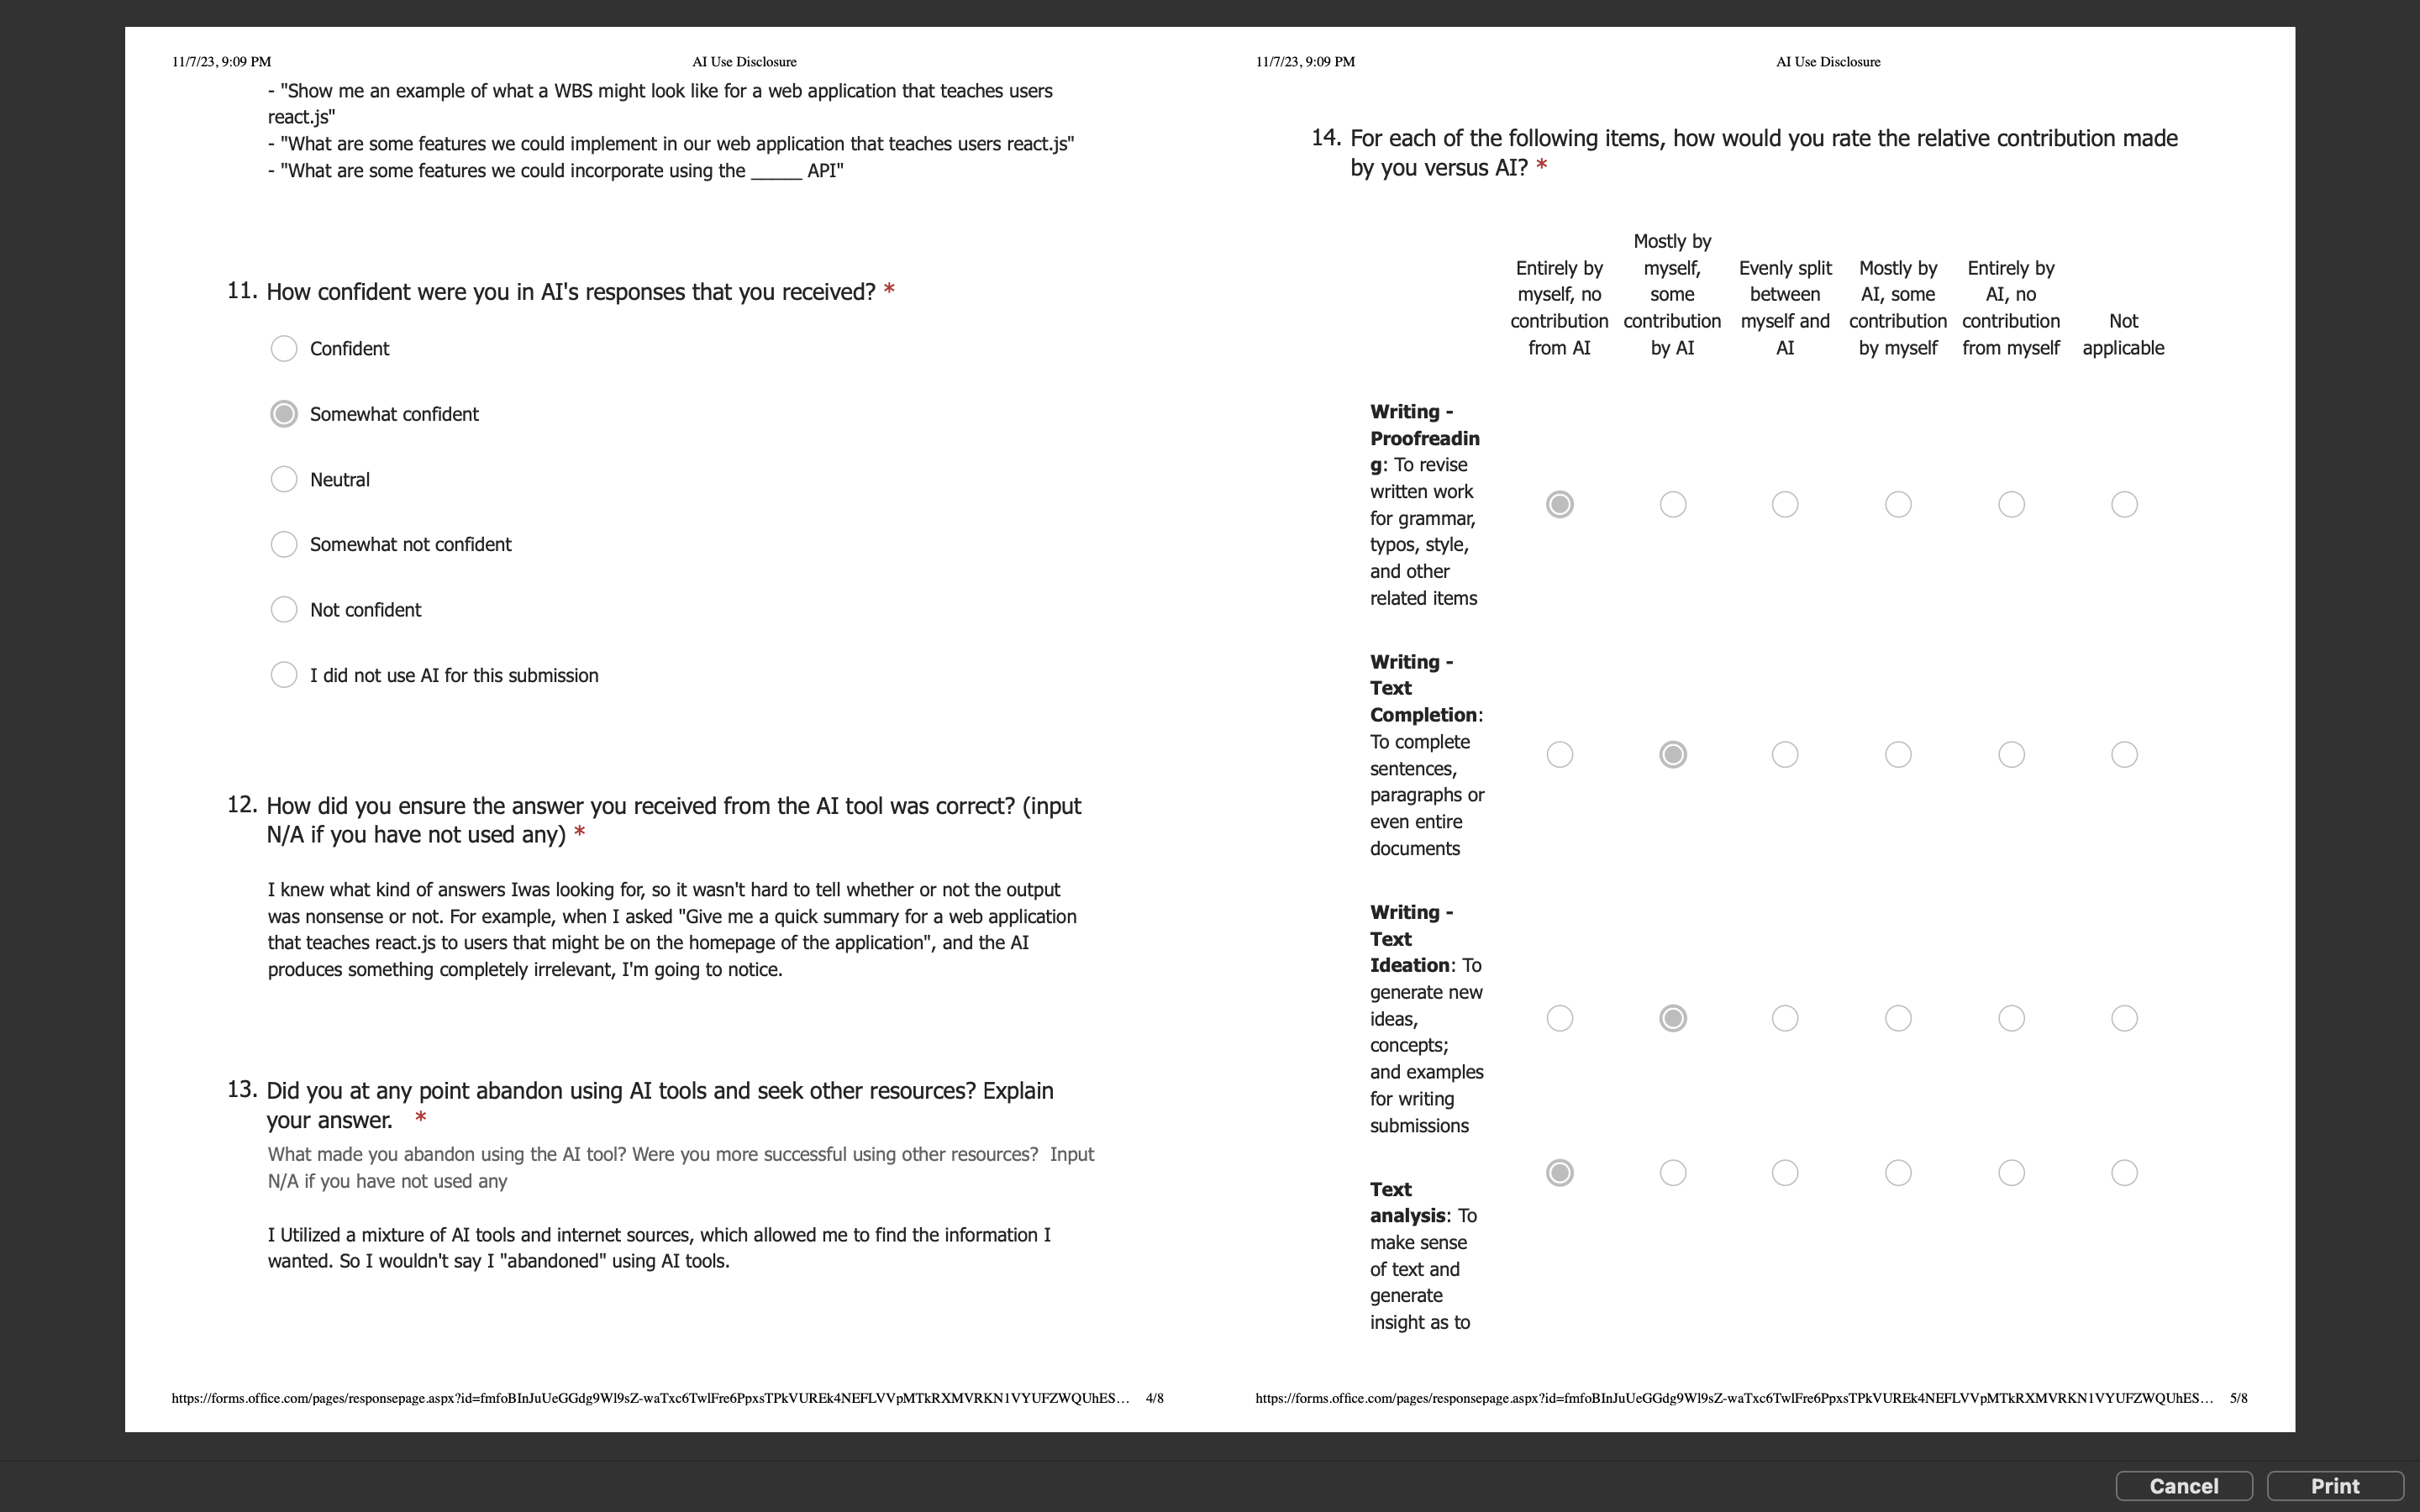 11/7/23, 9:09 PM
AI Use Disclosure
- "Show me an example of what a WBS might look like for a web application that teaches users
react.js"
- "What are some features we could implement in our web application that teaches users react.js"
- "What are some features we could incorporate using the _____ API"
11. How confident were you in AI's responses that you received? *
Confident
Somewhat confident
Neutral
Somewhat not confident
Not confident
I did not use AI for this submission
12. How did you ensure the answer you received from the AI tool was correct? (input
N/A if you have not used any) *
I knew what kind of answers Iwas looking for, so it wasn't hard to tell whether or not the output
was nonsense or not. For example, when I asked "Give me a quick summary for a web application
that teaches react.js to users that might be on the homepage of the application", and the AI
produces something completely irrelevant, I'm going to notice.
13. Did you at any point abandon using AI tools and seek other resources? Explain
your answer. *
What made you abandon using the AI tool? Were you more successful using other resources? Input
N/A if you have not used any
I Utilized a mixture of AI tools and internet sources, which allowed me to find the information I
wanted. So I wouldn't say I "abandoned" using AI tools.
https://forms.office.com/pages/responsepage.aspx?id=fmfoBInJuUeGGdg9Wl9sZ-waTxc6TwlFre6PpxsTPkVUREk4NEFLVVpMTkRXMVRKN1VYUFZWQUhES… 4/8
11/7/23, 9:09 PM
AI Use Disclosure
14. For each of the following items, how would you rate the relative contribution made
by you versus AI? *
Entirely by
myself, no
contribution
from AI
Mostly by
myself,
some
contribution
by AI
Evenly split
between
myself and
AI
Mostly by
AI, some
contribution
by myself
Entirely by
AI, no
contribution
from myself
Not
applicable
Writing -
Proofreadin
g: To revise
written work
for grammar,
typos, style,
and other
related items
Writing -
Text
Completion:
To complete
sentences,
paragraphs or
even entire
documents
Writing -
Text
Ideation: To
generate new
ideas,
concepts;
and examples
for writing
submissions
Text
analysis: To
make sense
of text and
generate
insight as to
https://forms.office.com/pages/responsepage.aspx?id=fmfoBInJuUeGGdg9Wl9sZ-waTxc6TwlFre6PpxsTPkVUREk4NEFLVVpMTkRXMVRKN1VYUFZWQUhES… 5/8
Cancel
Print